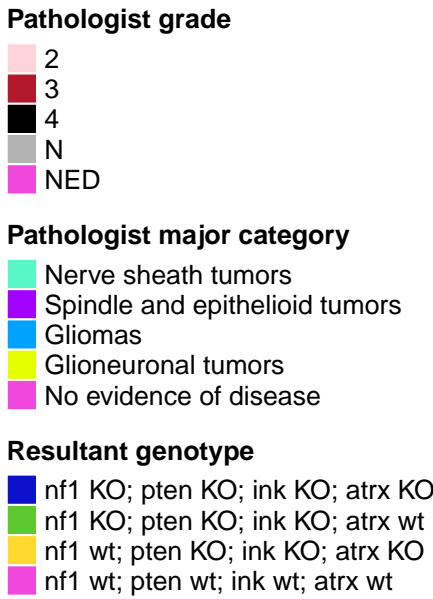 Pathologist grade
2
3
4
N
NED
Pathologist major category
Nerve sheath tumors
Spindle and epithelioid tumors
Gliomas
Glioneuronal tumors
No evidence of disease
Resultant genotype
nf1 KO; pten KO; ink KO; atrx KO
nf1 KO; pten KO; ink KO; atrx wt
nf1 wt; pten KO; ink KO; atrx KO
nf1 wt; pten wt; ink wt; atrx wt